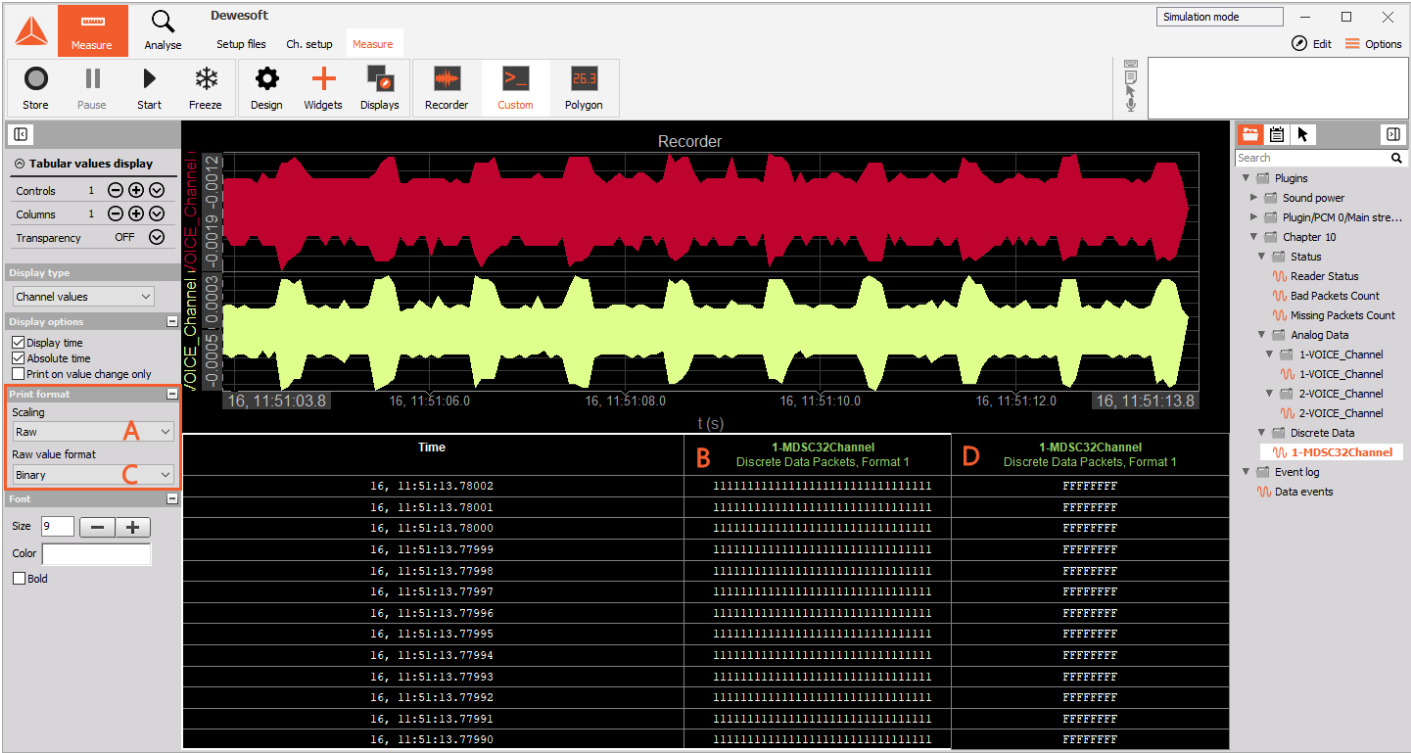 Dewesoft
Simulation mode
Measure
Analyse
Setup files Ch. setup Measure
Edit Options
Store Pause Start Freeze Design Widgets Displays Recorder Custom Polygon
26.3
Tabular values display
Controls 1
Columns 1
Transparency OFF
Display type
Channel values
Display options
Display time
Absolute time
Print on value change only
Print format
Scaling
Raw A
Raw value format
Binary C
Font
Size 9
Color
Bold
Recorder
VOICE_Channel
-0.0019 -0.0012
VOICE_Channel
-0.0005 0.0003
16, 11:51:03.8 16, 11:51:06.0 16, 11:51:08.0 16, 11:51:10.0 16, 11:51:12.0 16, 11:51:13.8
t (s)
Time B 1-MDSC32Channel D 1-MDSC32Channel
Discrete Data Packets, Format 1 Discrete Data Packets, Format 1
16, 11:51:13.78002 11111111111111111111111111111111 FFFFFFFF
16, 11:51:13.78001 11111111111111111111111111111111 FFFFFFFF
16, 11:51:13.78000 11111111111111111111111111111111 FFFFFFFF
16, 11:51:13.77999 11111111111111111111111111111111 FFFFFFFF
16, 11:51:13.77998 11111111111111111111111111111111 FFFFFFFF
16, 11:51:13.77997 11111111111111111111111111111111 FFFFFFFF
16, 11:51:13.77996 11111111111111111111111111111111 FFFFFFFF
16, 11:51:13.77995 11111111111111111111111111111111 FFFFFFFF
16, 11:51:13.77994 11111111111111111111111111111111 FFFFFFFF
16, 11:51:13.77993 11111111111111111111111111111111 FFFFFFFF
16, 11:51:13.77992 11111111111111111111111111111111 FFFFFFFF
16, 11:51:13.77991 11111111111111111111111111111111 FFFFFFFF
16, 11:51:13.77990 11111111111111111111111111111111 FFFFFFFF
Search
Plugins
Sound power
Plugin/PCM 0/Main stre...
Chapter 10
Status
Reader Status
Bad Packets Count
Missing Packets Count
Analog Data
1-VOICE_Channel
1-VOICE_Channel
2-VOICE_Channel
2-VOICE_Channel
Discrete Data
1-MDSC32Channel
Event log
Data events